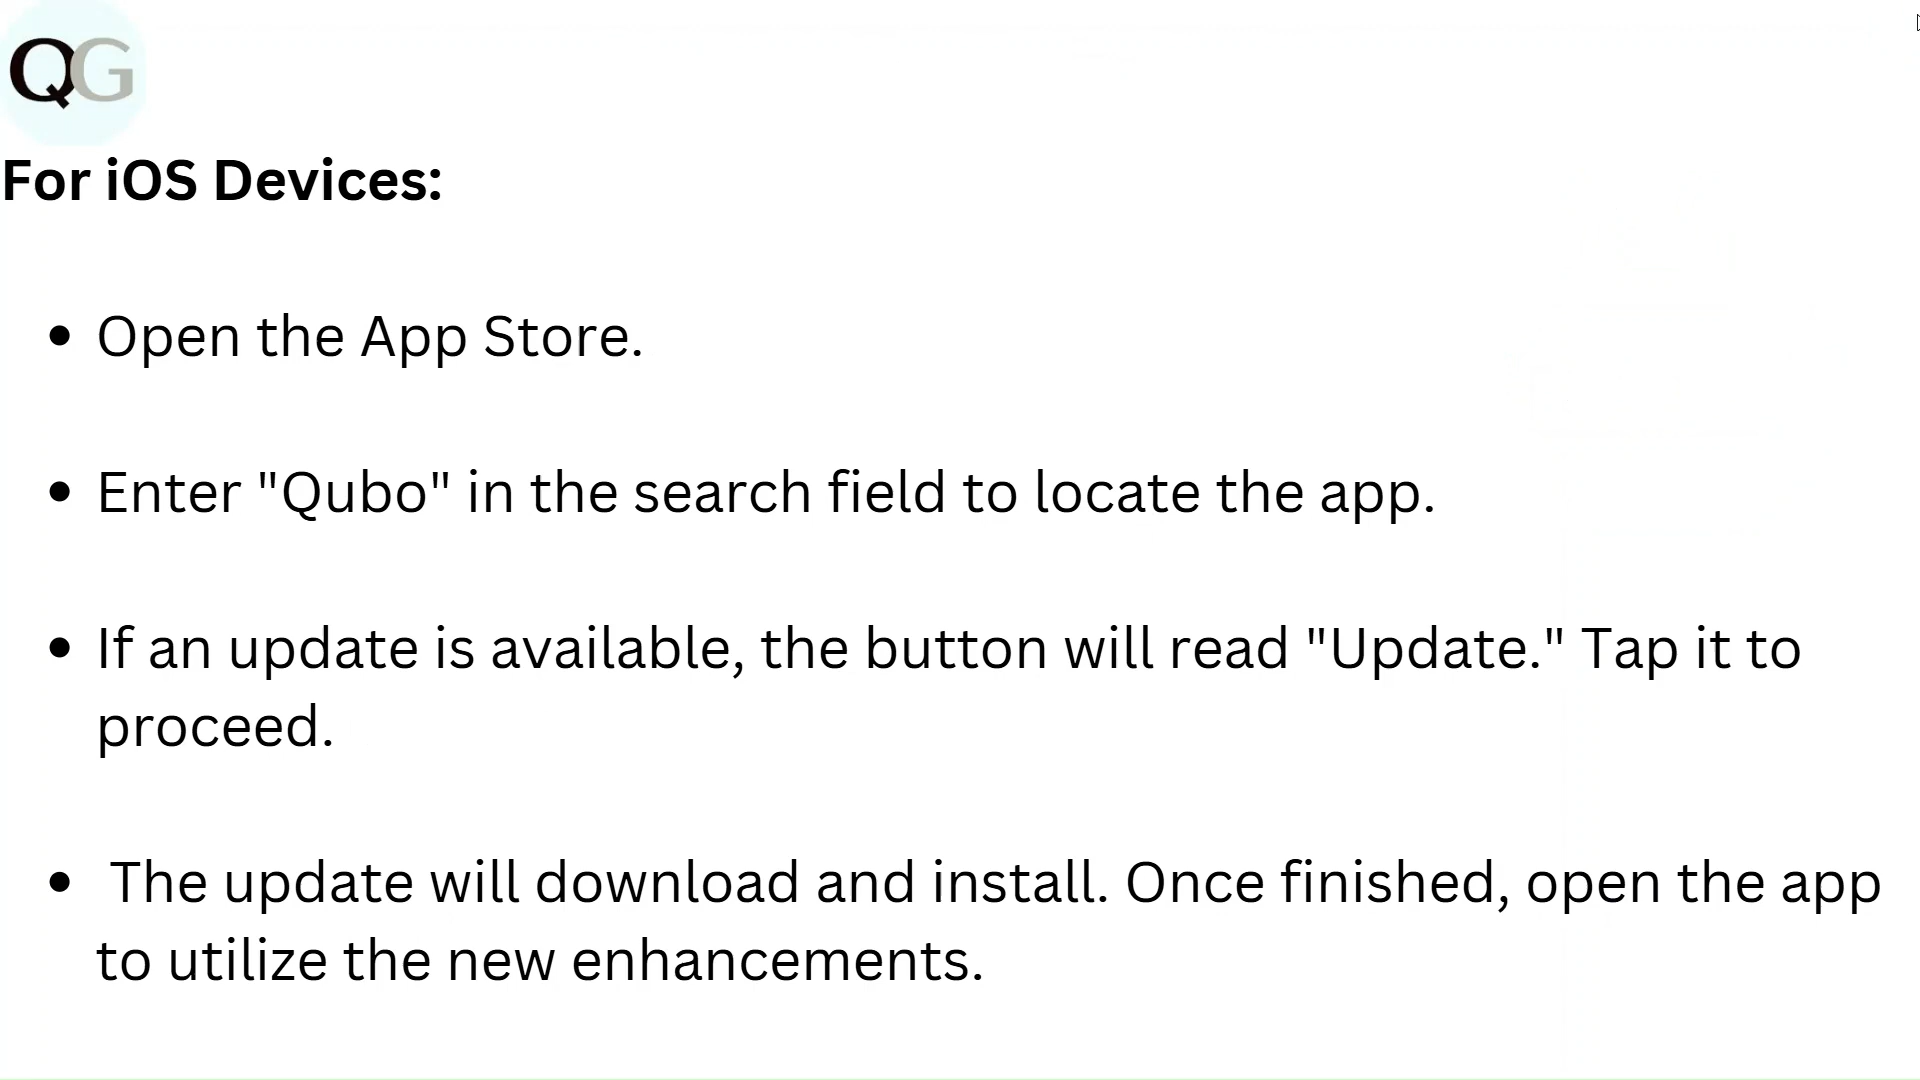 QG
For iOS Devices:
• Open the App Store.
• Enter "Qubo" in the search field to locate the app.
• If an update is available, the button will read "Update." Tap it to
proceed.
• The update will download and install. Once finished, open the app
to utilize the new enhancements.